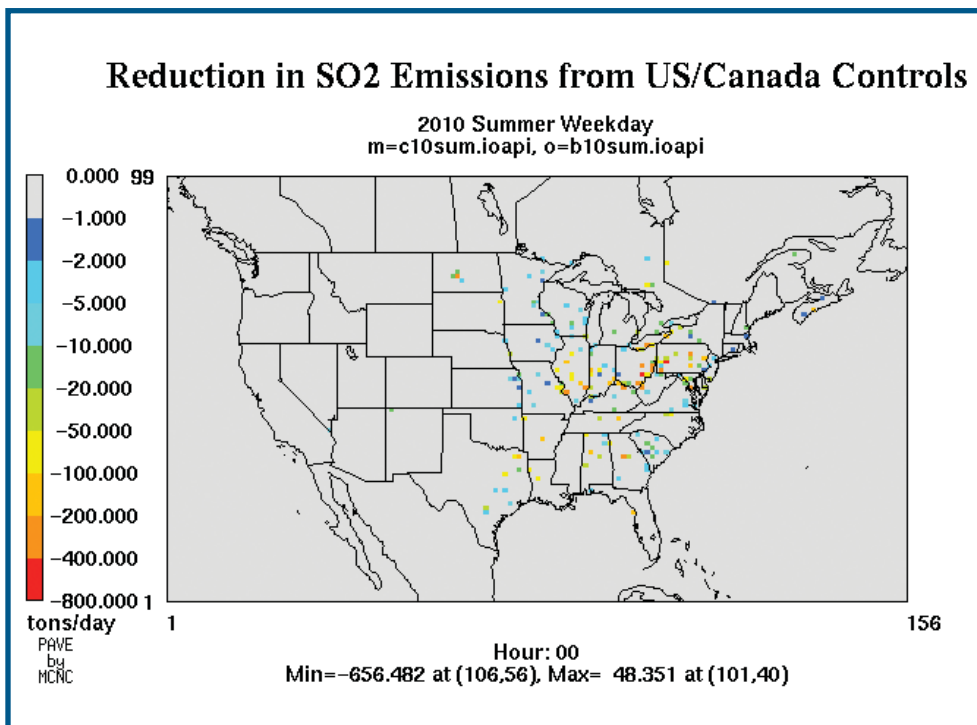 Reduction in SO2 Emissions from US/Canada Controls
2010 Summer Weekday
m=c10sum.ioapi, o=b10sum.ioapi
0.000
−1.000
−2.000
−5.000
−10.000
−20.000
−50.000
−100.000
−200.000
−400.000
−800.000
tons/day
PAVE
by
MCNC
99
1
1
156
Hour: 00
Min=−656.482 at (106,56), Max= 48.351 at (101,40)